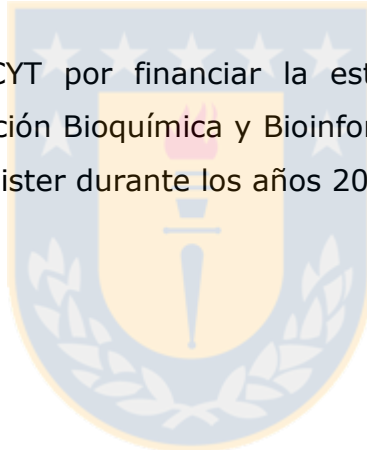 CYT por financiar la est
ción Bioquímica y Bioinfor
ister durante los años 20